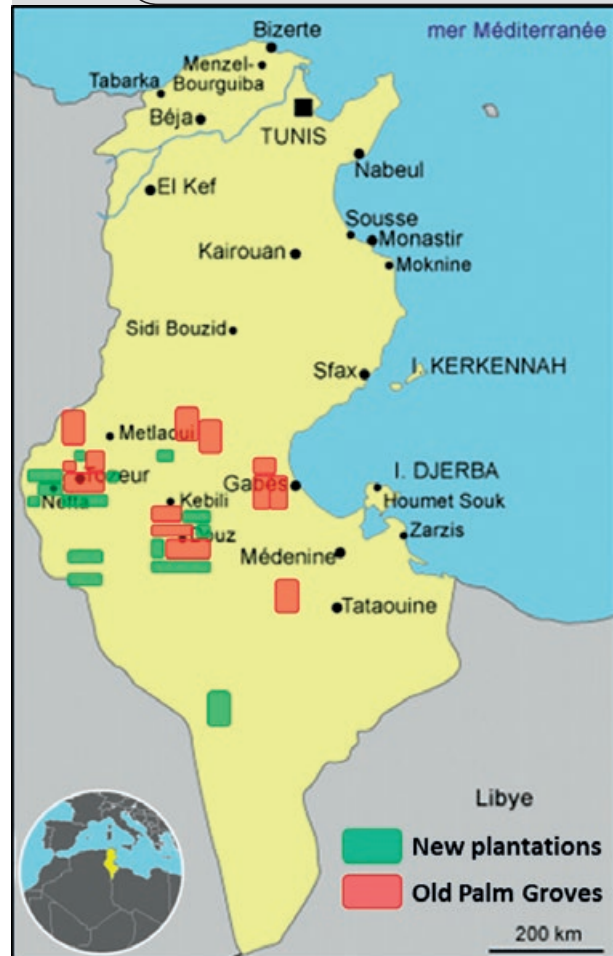 Bizerte
mer Méditerranée
Menzel-
Bourguiba
Tabarka
Béja
TUNIS
Nabeul
El Kef
Sousse
Monastir
Kairouan
Moknine
Sidi Bouzid
Sfax
I. KERKENNAH
Metlaoui
Tozeur
Nefta
Gabès
I. DJERBA
Kebili
Houmet Souk
Douz
Zarzis
Médenine
Tataouine
Libye
New plantations
Old Palm Groves
200 km